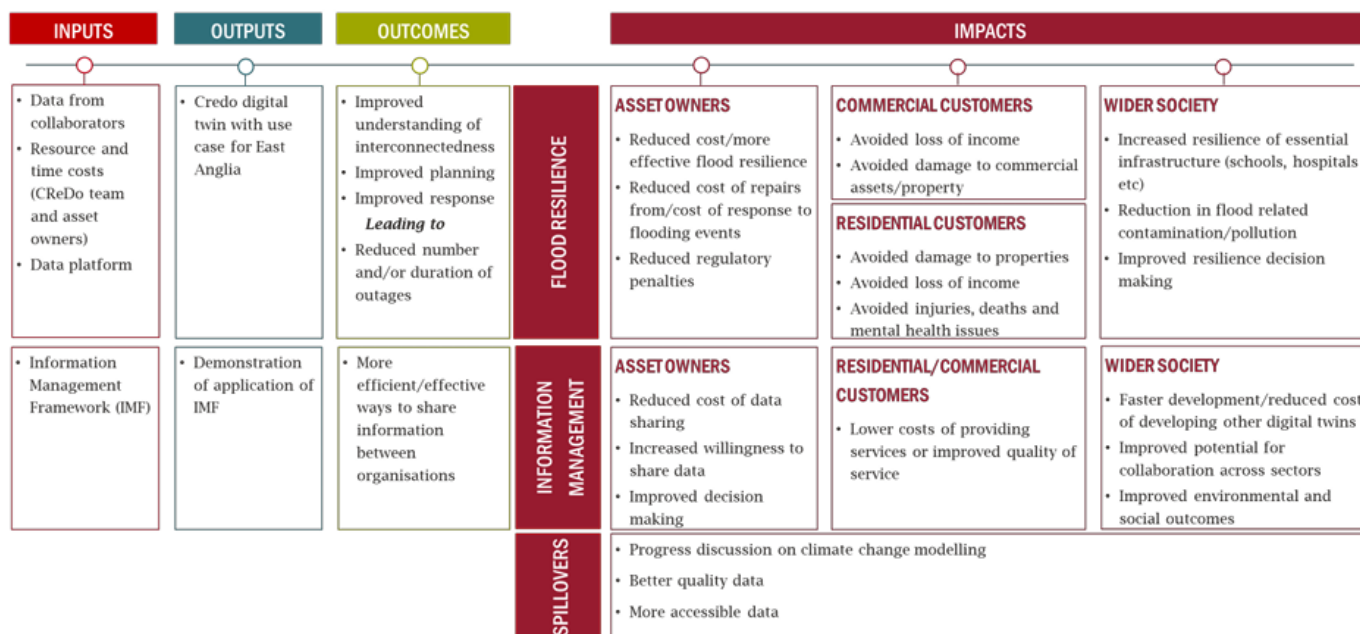 INPUTS
OUTPUTS
OUTCOMES
IMPACTS
• Data from
collaborators
• Resource and
time costs
(CReDo team
and asset
owners)
• Data platform
• Credo digital
twin with use
case for East
Anglia
• Improved
understanding of
interconnectedness
• Improved planning
• Improved response
Leading to
• Reduced number
and/or duration of
outages
FLOOD RESILIENCE
ASSET OWNERS
• Reduced cost/more
effective flood resilience
• Reduced cost of repairs
from/cost of response to
flooding events
• Reduced regulatory
penalties
COMMERCIAL CUSTOMERS
• Avoided loss of income
• Avoided damage to commercial
assets/property
RESIDENTIAL CUSTOMERS
• Avoided damage to properties
• Avoided loss of income
• Avoided injuries, deaths and
mental health issues
WIDER SOCIETY
• Increased resilience of essential
infrastructure (schools, hospitals
etc)
• Reduction in flood related
contamination/pollution
• Improved resilience decision
making
• Information
Management
Framework (IMF)
• Demonstration
of application of
IMF
• More
efficient/effective
ways to share
information
between
organisations
INFORMATION
MANAGEMENT
ASSET OWNERS
• Reduced cost of data
sharing
• Increased willingness to
share data
• Improved decision
making
RESIDENTIAL/COMMERCIAL
CUSTOMERS
• Lower costs of providing
services or improved quality of
service
WIDER SOCIETY
• Faster development/reduced cost
of developing other digital twins
• Improved potential for
collaboration across sectors
• Improved environmental and
social outcomes
SPILLOVERS
• Progress discussion on climate change modelling
• Better quality data
• More accessible data